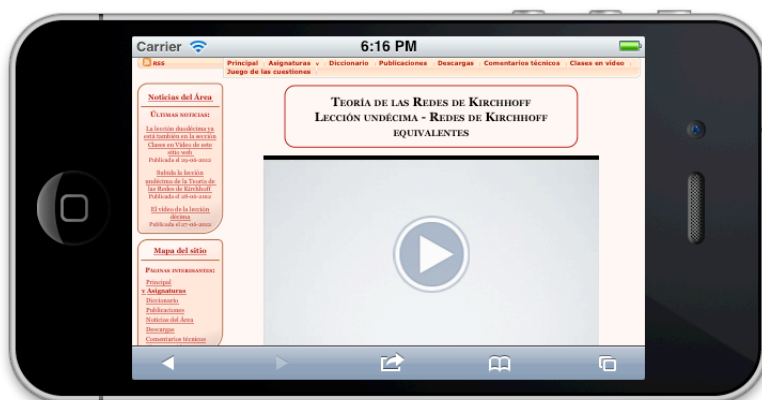 Carrier
6:16 PM
RSS
Principal
Asignaturas v
Diccionario
Publicaciones
Descargas
Comentarios técnicos
Clases en vídeo
Juego de las cuestiones
Noticias del Área
Últimas noticias:
La lección duodécima ya
está también en la sección
Clases en Vídeo de este
sitio web
Publicada el 29-06-2012
Subida la lección
undécima de la Teoría de
las Redes de Kirchhoff
Publicada el 28-06-2012
El vídeo de la lección
décima
Publicada el 27-06-2012
Mapa del sitio
Páginas interesantes:
Principal
v Asignaturas
Diccionario
Publicaciones
Noticias del Área
Descargas
Comentarios técnicos
Teoría de las Redes de Kirchhoff
Lección undécima - Redes de Kirchhoff
equivalentes